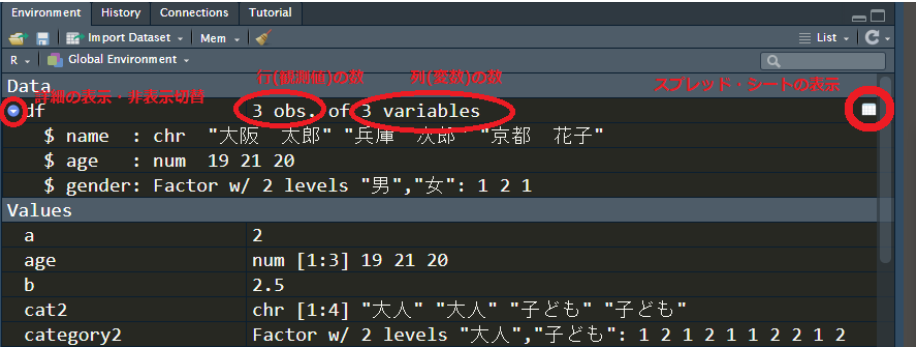 Environment History Connections Tutorial
Import Dataset Mem List
R Global Environment
行(観測値)の数 列(変数)の数 スプレッド・シートの表示
Data
詳細の表示・非表示切替
df 3 obs. of 3 variables
$ name : chr "大阪 太郎" "兵庫 次郎" "京都 花子"
$ age : num 19 21 20
$ gender: Factor w/ 2 levels "男","女": 1 2 1
Values
a 2
age num [1:3] 19 21 20
b 2.5
cat2 chr [1:4] "大人" "大人" "子ども" "子ども"
category2 Factor w/ 2 levels "大人","子ども": 1 2 1 2 1 1 2 2 1 2